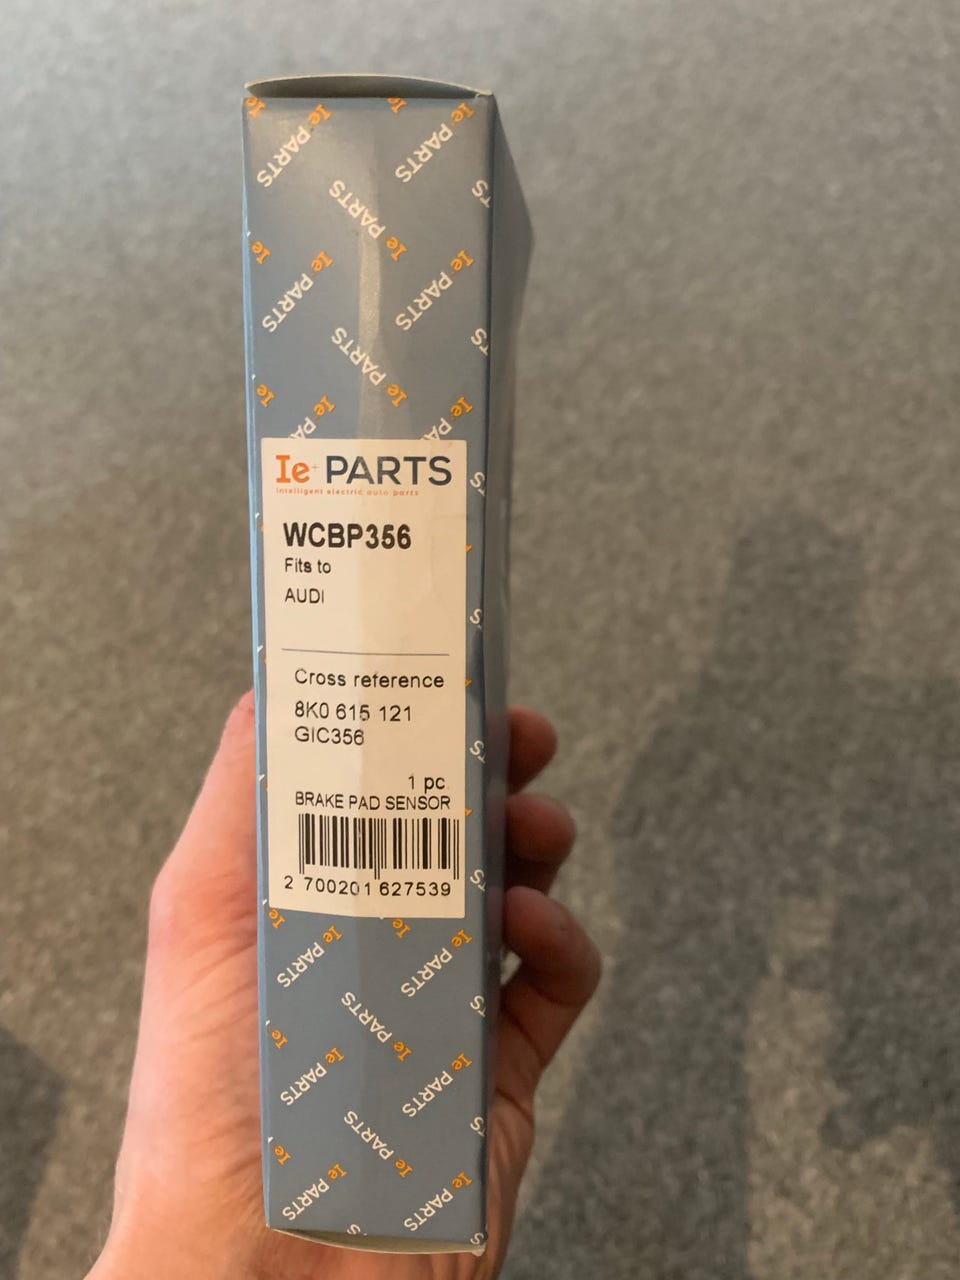 Ie+ PARTS
intelligent electric auto parts
WCBP356
Fits to
AUDI
Cross reference
8K0 615 121
GIC356
1 pc
BRAKE PAD SENSOR
2 700201 627539